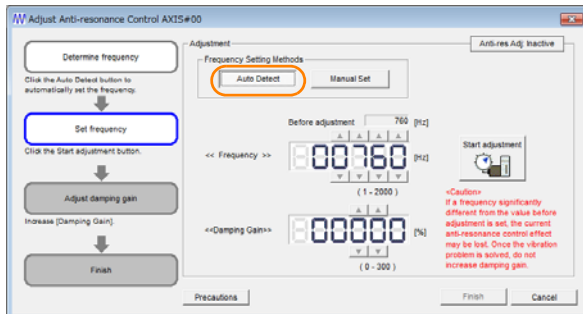 Adjust Anti-resonance Control AXIS#00
Determine frequency
Click the Auto Detect button to
automatically set the frequency.
Set frequency
Click the Start adjustment button.
Adjust damping gain
Increase [Damping Gain].
Finish
Adjustment
Anti-res Adj: Inactive
Frequency Setting Methods
Auto Detect
Manual Set
Before adjustment 760 [Hz]
<< Frequency >> 00760 [Hz]
( 1 - 2000 )
<<Damping Gain>> 00000 [%]
( 0 - 300 )
Start adjustment
<Caution>
If a frequency significantly
different from the value before
adjustment is set, the current
anti-resonance control effect
may be lost. Once the vibration
problem is solved, do not
increase damping gain.
Precautions
Finish
Cancel